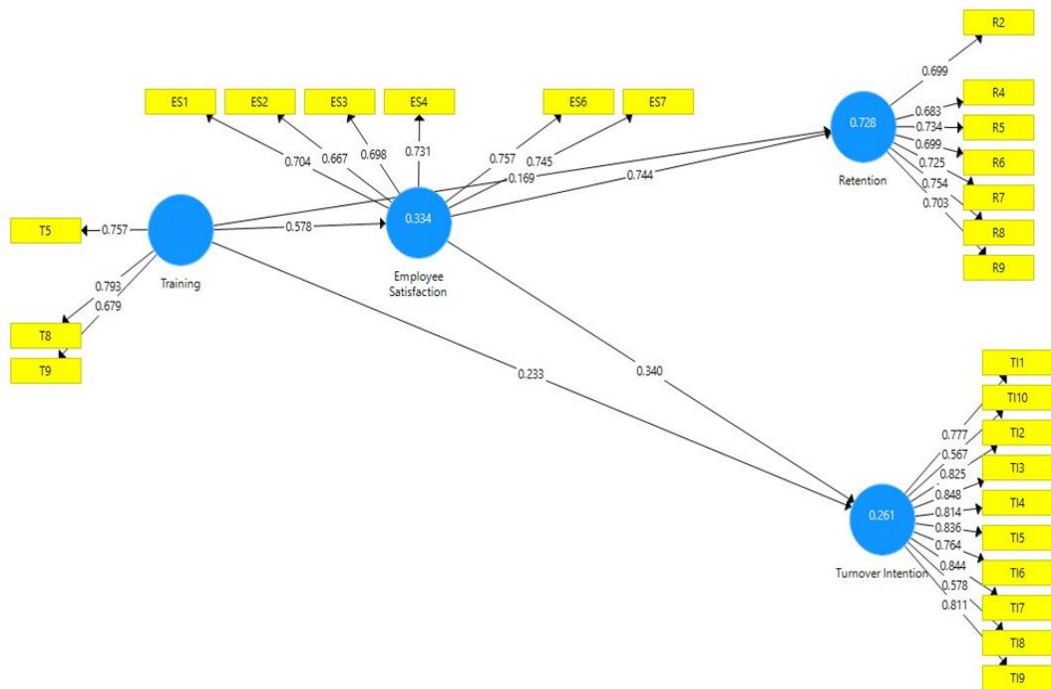 R2
ES1
ES2
ES3
ES4
ES6
ES7
0.699
R4
0.683
0.728
0.734
R5
0.704
0.667
0.698
0.731
0.757
0.745
0.699
R6
0.169
0.744
0.725
R7
Retention
0.754
0.703
R8
R9
T5
0.757
0.578
0.334
Employee
Satisfaction
Training
0.793
0.679
T8
T9
0.233
0.340
TI1
TI10
TI2
TI3
TI4
TI5
TI6
TI7
TI8
TI9
0.777
0.567
0.825
0.848
0.814
0.836
0.764
0.844
0.578
0.811
0.261
Turnover Intention